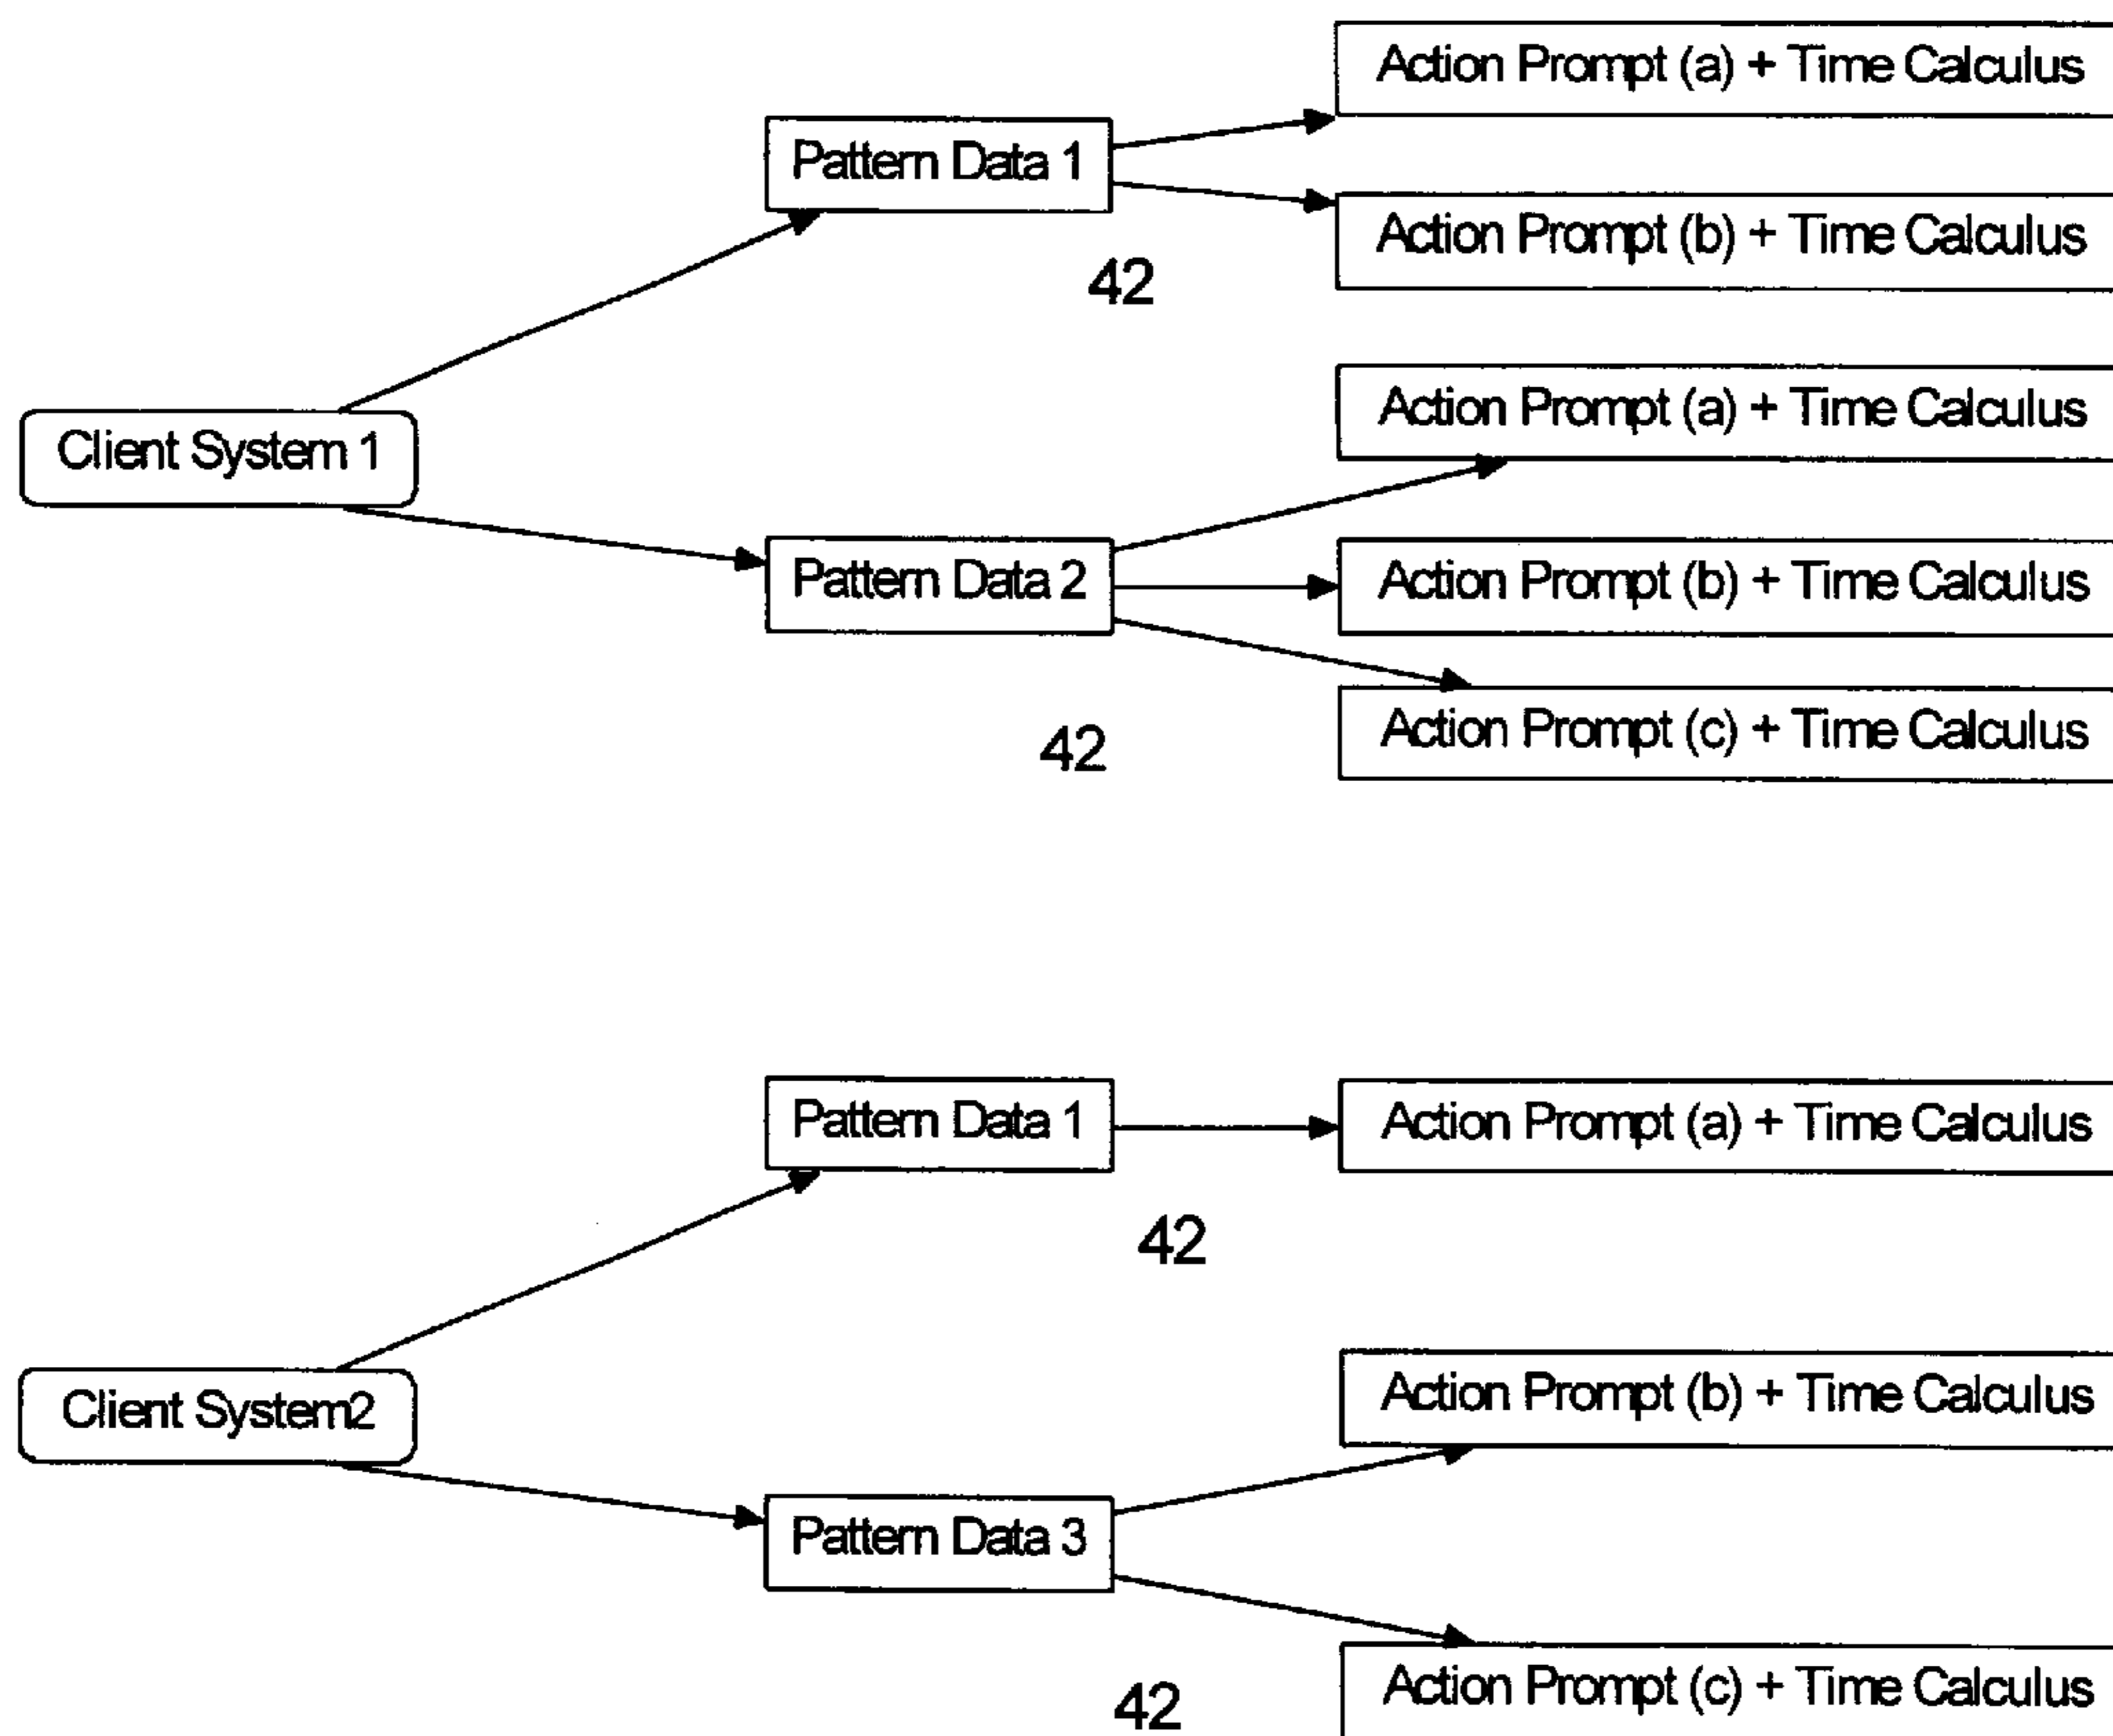 Action Prompt (a) + Time Calculus
Pattern Data 1
Action Prompt (b) + Time Calculus
42
Action Prompt (a) + Time Calculus
Client System 1
Pattern Data 2
Action Prompt (b) + Time Calculus
Action Prompt (c) + Time Calculus
42
Pattern Data 1
Action Prompt (a) + Time Calculus
42
Action Prompt (b) + Time Calculus
Client System2
Pattern Data 3
Action Prompt (c) + Time Calculus
42